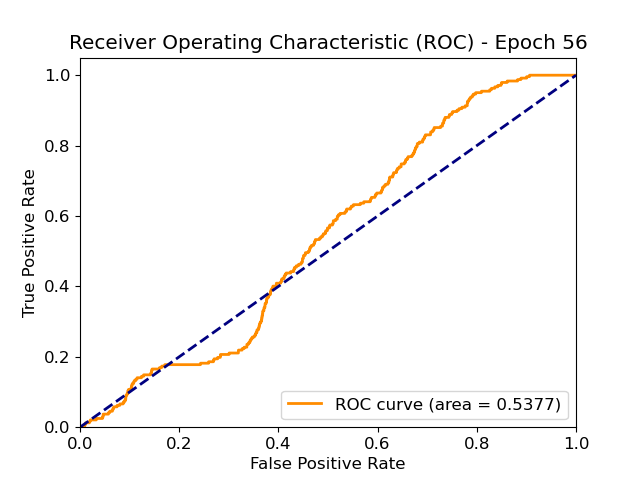 Receiver Operating Characteristic (ROC) - Epoch 56
True Positive Rate
1.0
0.8
0.6
0.4
0.2
0.0
ROC curve (area = 0.5377)
0.0 0.2 0.4 0.6 0.8 1.0
False Positive Rate